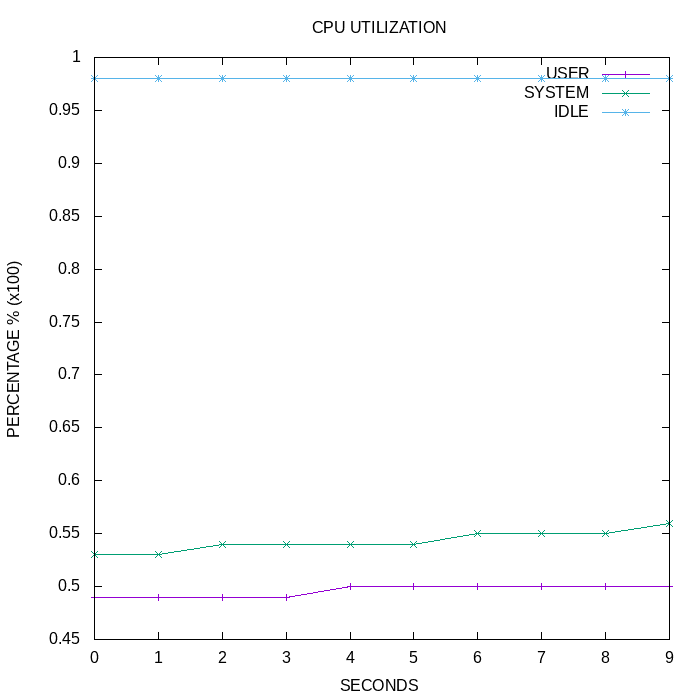 CPU UTILIZATION
1
0.95
0.9
0.85
0.8
0.75
0.7
0.65
0.6
0.55
0.5
0.45
PERCENTAGE % (x100)
USER
SYSTEM
IDLE
0 1 2 3 4 5 6 7 8 9
SECONDS